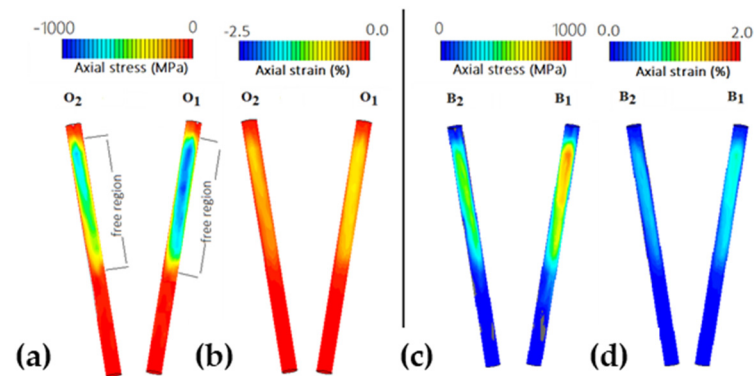 -1000 0
Axial stress (MPa)
O2 O1
free region
free region
(a)
-2.5 0.0
Axial strain (%)
O2 O1
(b)
0 1000
Axial stress (MPa)
B2 B1
(c)
0.0 2.0
Axial strain (%)
B2 B1
(d)